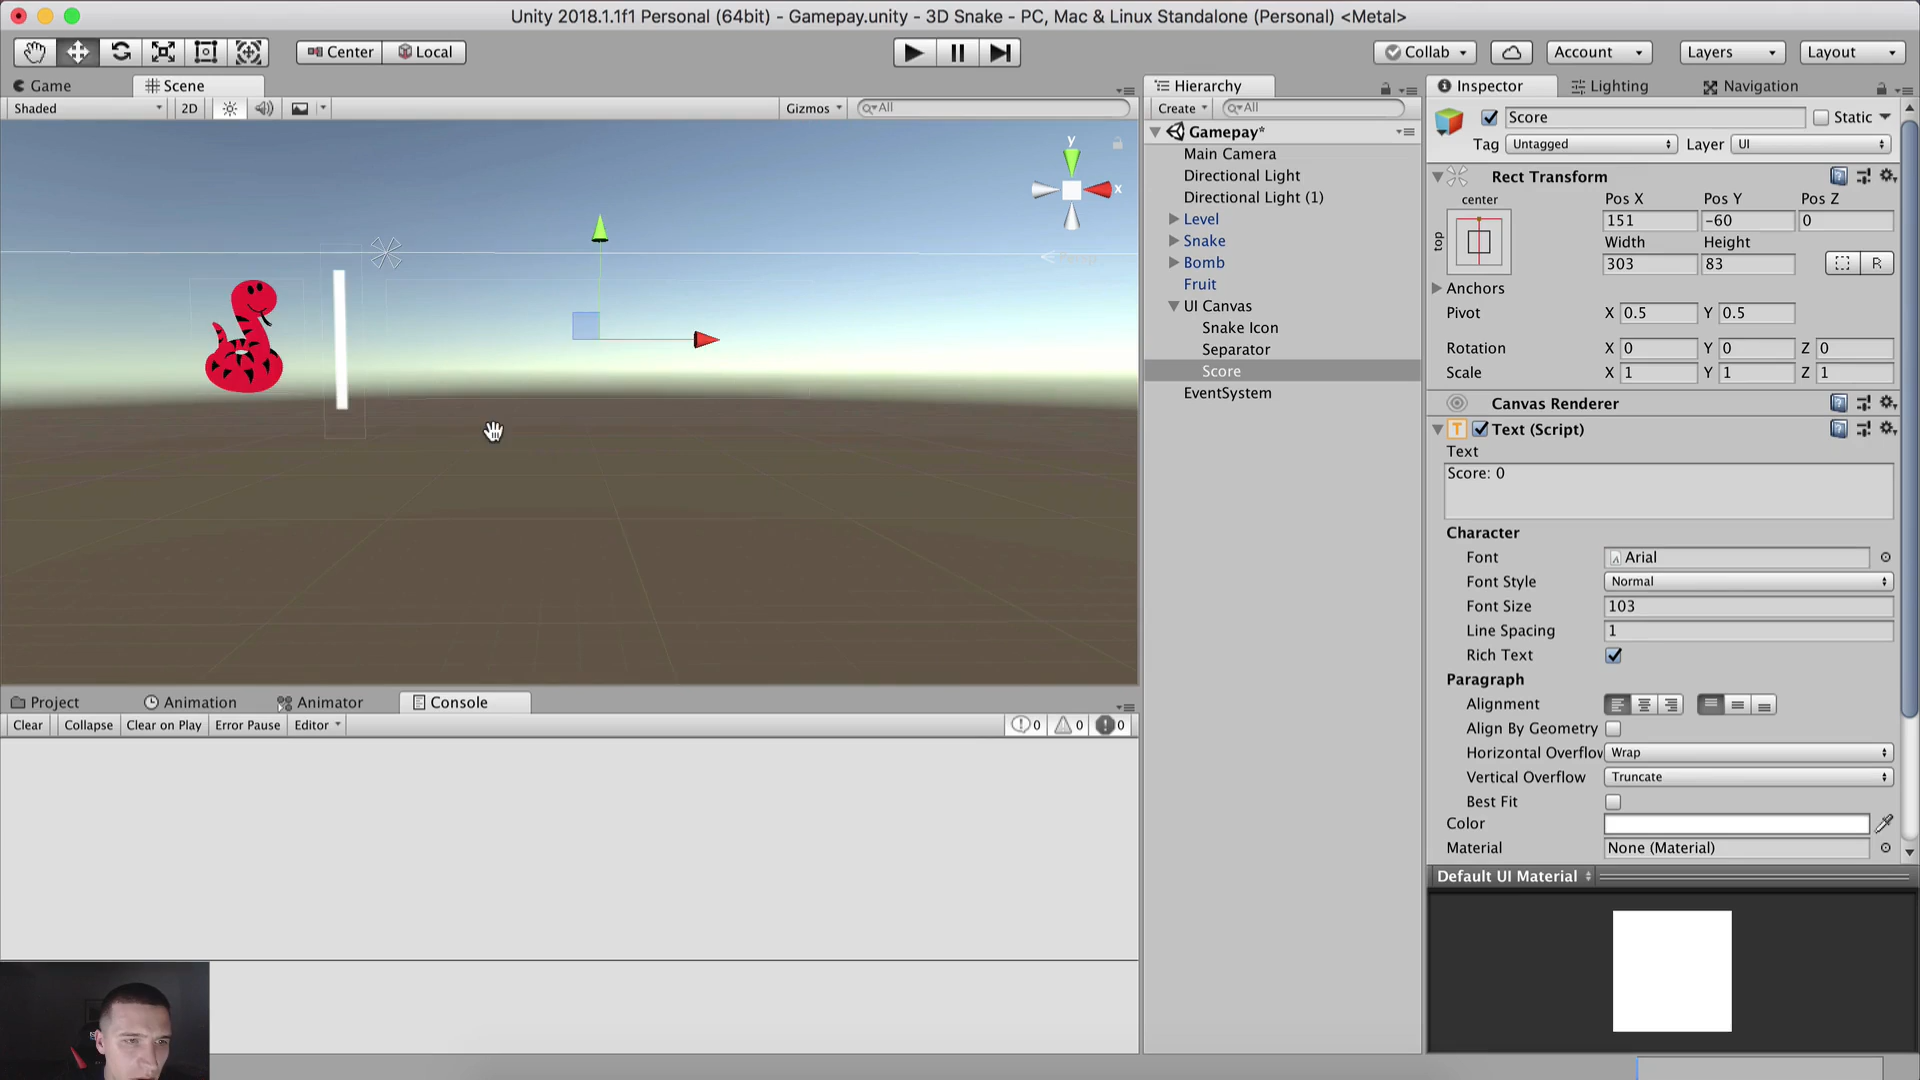 Unity 2018.1.1f1 Personal (64bit) - Gamepay.unity - 3D Snake - PC, Mac & Linux Standalone (Personal) <Metal>
Center Local Collab Account Layers Layout
Game Scene
Shaded 2D Gizmos All
y
x
Project Animation Animator Console
Clear Collapse Clear on Play Error Pause Editor 0 0 0
Hierarchy
Create All
Gamepay*
Main Camera
Directional Light
Directional Light (1)
Level
Snake
Bomb
Fruit
UI Canvas
Snake Icon
Separator
Score
EventSystem
Inspector Lighting Navigation
Score Static
Tag Untagged Layer UI
Rect Transform
center Pos X Pos Y Pos Z
top 151 -60 0
Width Height
303 83 R
Anchors
Pivot X 0.5 Y 0.5
Rotation X 0 Y 0 Z 0
Scale X 1 Y 1 Z 1
Canvas Renderer
T Text (Script)
Text
Score: 0
Character
Font Arial
Font Style Normal
Font Size 103
Line Spacing 1
Rich Text
Paragraph
Alignment
Align By Geometry
Horizontal Overflow Wrap
Vertical Overflow Truncate
Best Fit
Color
Material None (Material)
Default UI Material